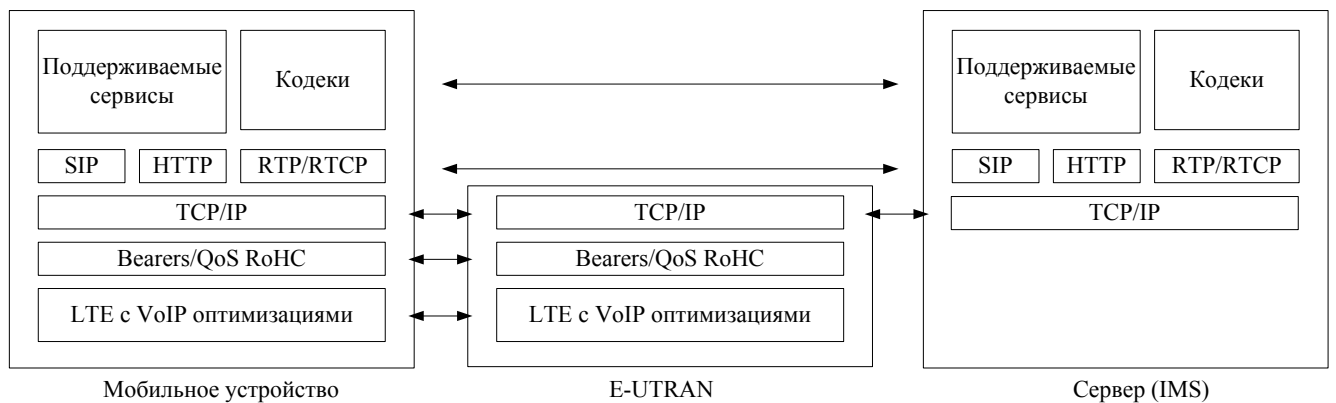 Поддерживаемые
сервисы
Кодеки
SIP
HTTP
RTP/RTCP
TCP/IP
Bearers/QoS RoHC
LTE с VoIP оптимизациями
Мобильное устройство
TCP/IP
Bearers/QoS RoHC
LTE с VoIP оптимизациями
E-UTRAN
Поддерживаемые
сервисы
Кодеки
SIP
HTTP
RTP/RTCP
TCP/IP
Сервер (IMS)